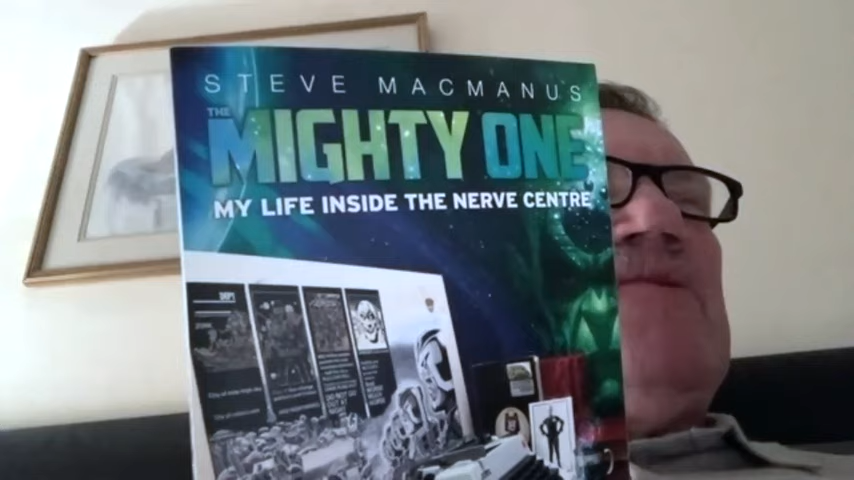 STEVE MACMANUS
THE
MIGHTY ONE
MY LIFE INSIDE THE NERVE CENTRE